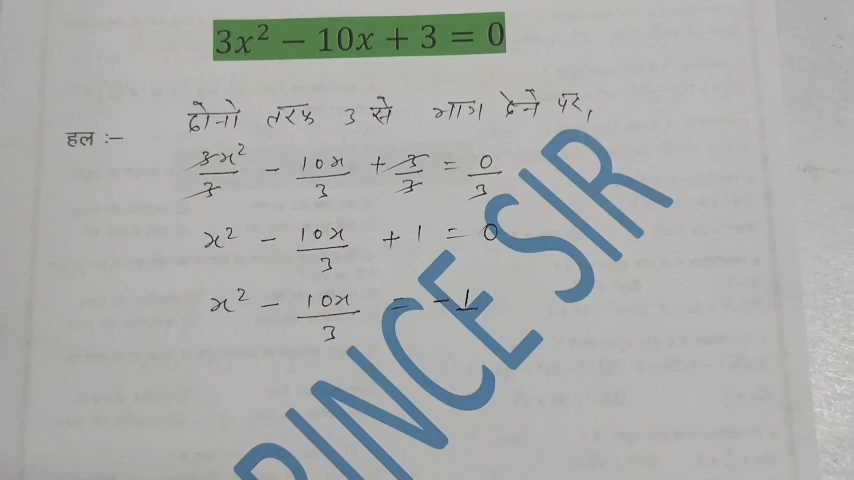 3x² − 10x + 3 = 0
दोनो तरफ 3 से भाग देने पर,
हल :–
3x²/3 − 10x/3 + 3/3 = 0/3
x² − 10x/3 + 1 = 0
x² − 10x/3 = −1
PRINCE SIR